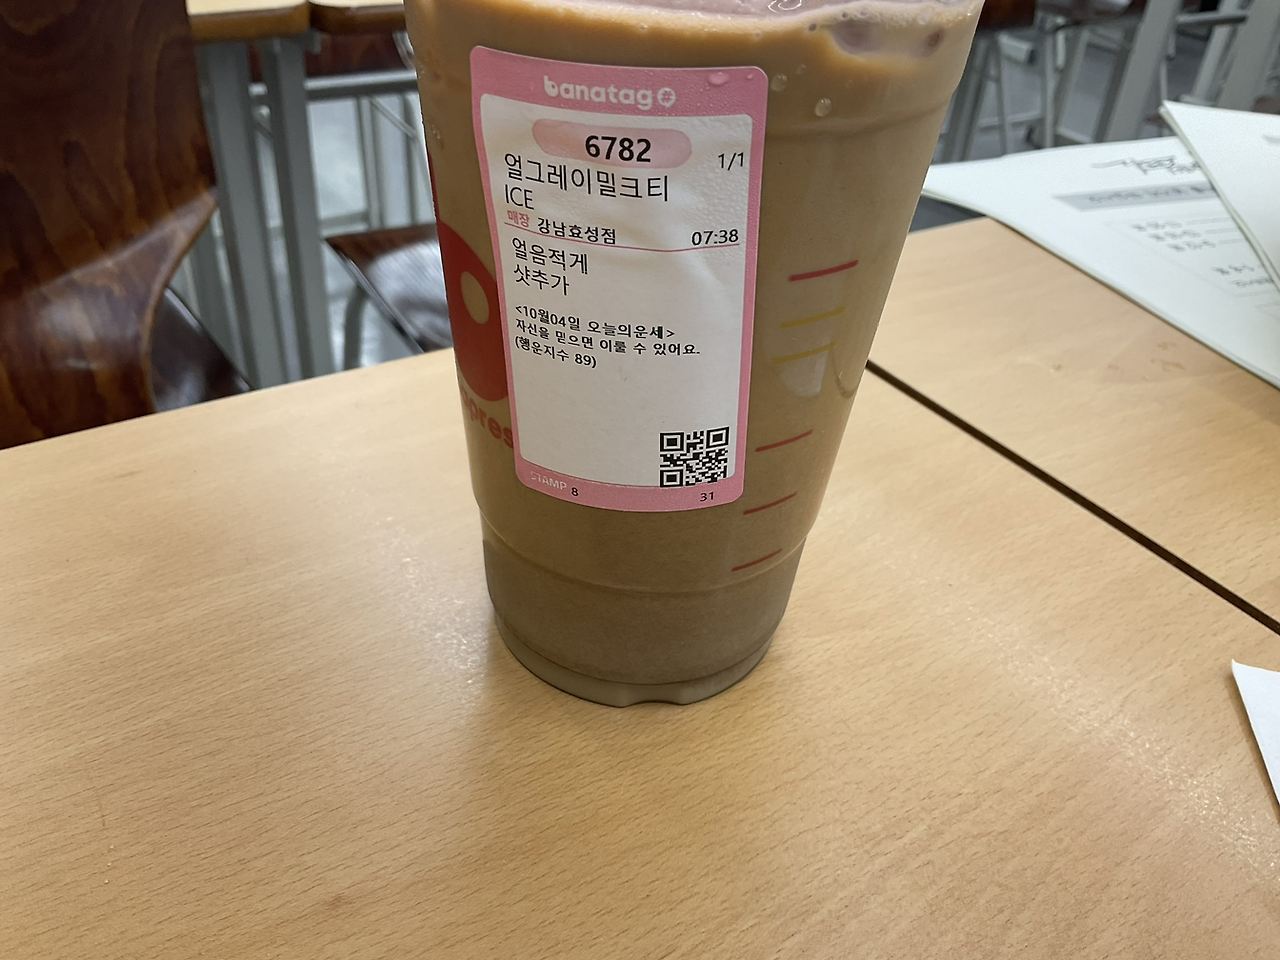 banatag#
6782
1/1
얼그레이밀크티
ICE
매장 강남효성점 07:38
얼음적게
샷추가
<10월04일 오늘의운세>
자신을 믿으면 이룰 수 있어요.
(행운지수 89)
STAMP 8 31